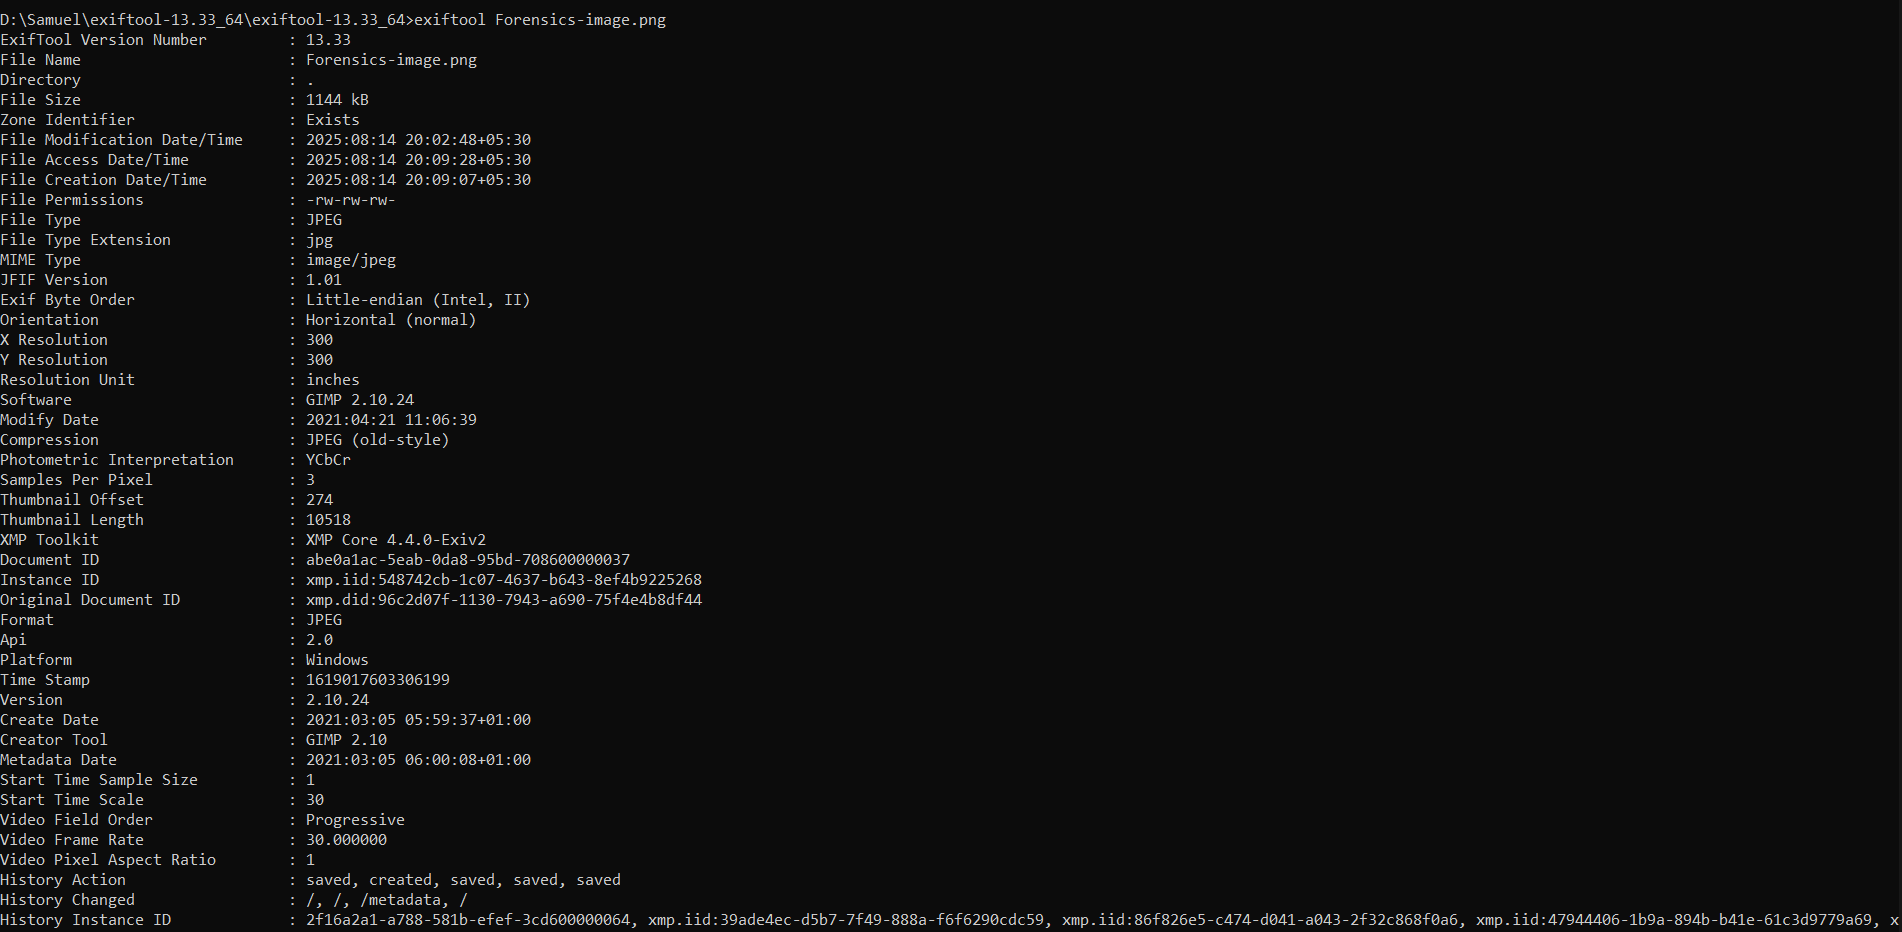 D:\Samuel\exiftool-13.33_64\exiftool-13.33_64>exiftool Forensics-image.png
ExifTool Version Number         : 13.33
File Name                       : Forensics-image.png
Directory                       : .
File Size                       : 1144 kB
Zone Identifier                 : Exists
File Modification Date/Time     : 2025:08:14 20:02:48+05:30
File Access Date/Time           : 2025:08:14 20:09:28+05:30
File Creation Date/Time         : 2025:08:14 20:09:07+05:30
File Permissions                : -rw-rw-rw-
File Type                       : JPEG
File Type Extension             : jpg
MIME Type                       : image/jpeg
JFIF Version                    : 1.01
Exif Byte Order                 : Little-endian (Intel, II)
Orientation                     : Horizontal (normal)
X Resolution                    : 300
Y Resolution                    : 300
Resolution Unit                 : inches
Software                        : GIMP 2.10.24
Modify Date                     : 2021:04:21 11:06:39
Compression                     : JPEG (old-style)
Photometric Interpretation      : YCbCr
Samples Per Pixel               : 3
Thumbnail Offset                : 274
Thumbnail Length                : 10518
XMP Toolkit                     : XMP Core 4.4.0-Exiv2
Document ID                     : abe0a1ac-5eab-0da8-95bd-708600000037
Instance ID                     : xmp.iid:548742cb-1c07-4637-b643-8ef4b9225268
Original Document ID            : xmp.did:96c2d07f-1130-7943-a690-75f4e4b8df44
Format                          : JPEG
Api                             : 2.0
Platform                        : Windows
Time Stamp                      : 1619017603306199
Version                         : 2.10.24
Create Date                     : 2021:03:05 05:59:37+01:00
Creator Tool                    : GIMP 2.10
Metadata Date                   : 2021:03:05 06:00:08+01:00
Start Time Sample Size          : 1
Start Time Scale                : 30
Video Field Order               : Progressive
Video Frame Rate                : 30.000000
Video Pixel Aspect Ratio        : 1
History Action                  : saved, created, saved, saved, saved
History Changed                 : /, /, /metadata, /
History Instance ID             : 2f16a2a1-a788-581b-efef-3cd600000064, xmp.iid:39ade4ec-d5b7-7f49-888a-f6f6290cdc59, xmp.iid:86f826e5-c474-d041-a043-2f32c868f0a6, xmp.iid:47944406-1b9a-894b-b41e-61c3d9779a69, x